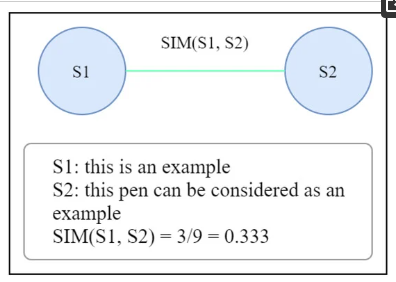 SIM(S1, S2)
S1
S2
S1: this is an example
S2: this pen can be considered as an
example
SIM(S1, S2) = 3/9 = 0.333